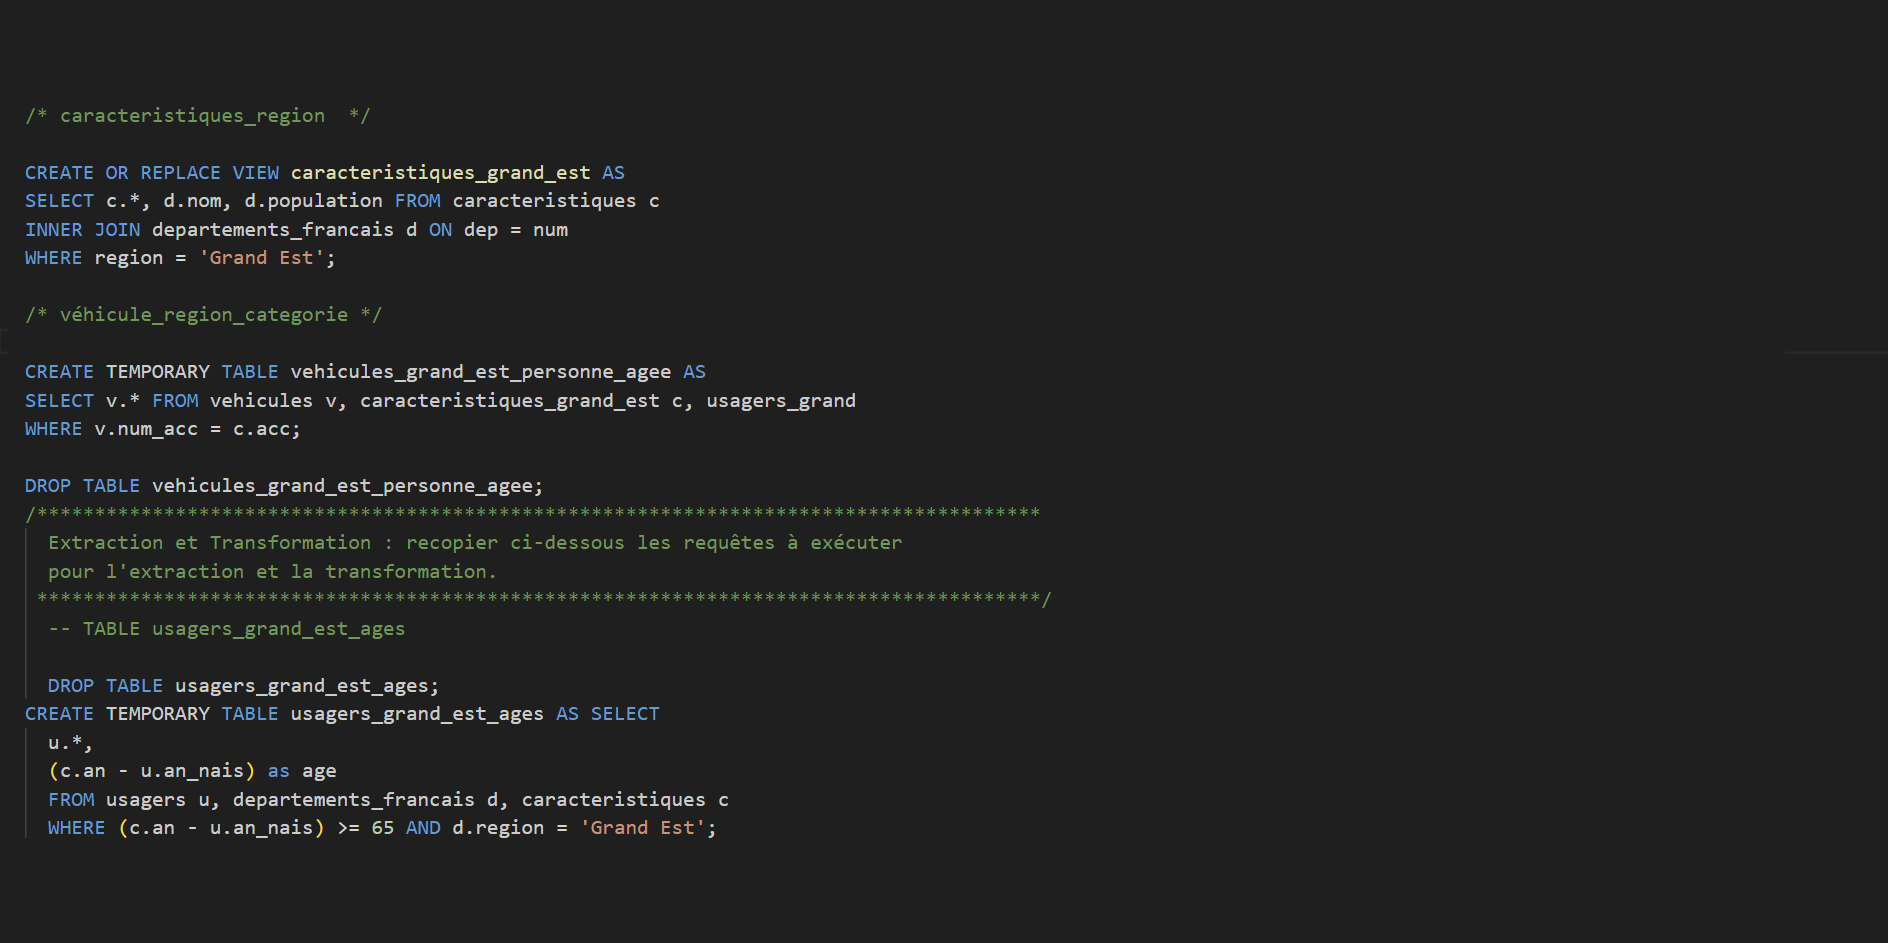 /* caracteristiques_region  */
CREATE OR REPLACE VIEW caracteristiques_grand_est AS
SELECT c.*, d.nom, d.population FROM caracteristiques c
INNER JOIN departements_francais d ON dep = num
WHERE region = 'Grand Est';
/* véhicule_region_categorie */
CREATE TEMPORARY TABLE vehicules_grand_est_personne_agee AS
SELECT v.* FROM vehicules v, caracteristiques_grand_est c, usagers_grand
WHERE v.num_acc = c.acc;
DROP TABLE vehicules_grand_est_personne_agee;
/***************************************************************************************
Extraction et Transformation : recopier ci-dessous les requêtes à exécuter
pour l'extraction et la transformation.
***************************************************************************************/
-- TABLE usagers_grand_est_ages
DROP TABLE usagers_grand_est_ages;
CREATE TEMPORARY TABLE usagers_grand_est_ages AS SELECT
u.*,
(c.an - u.an_nais) as age
FROM usagers u, departements_francais d, caracteristiques c
WHERE (c.an - u.an_nais) >= 65 AND d.region = 'Grand Est';